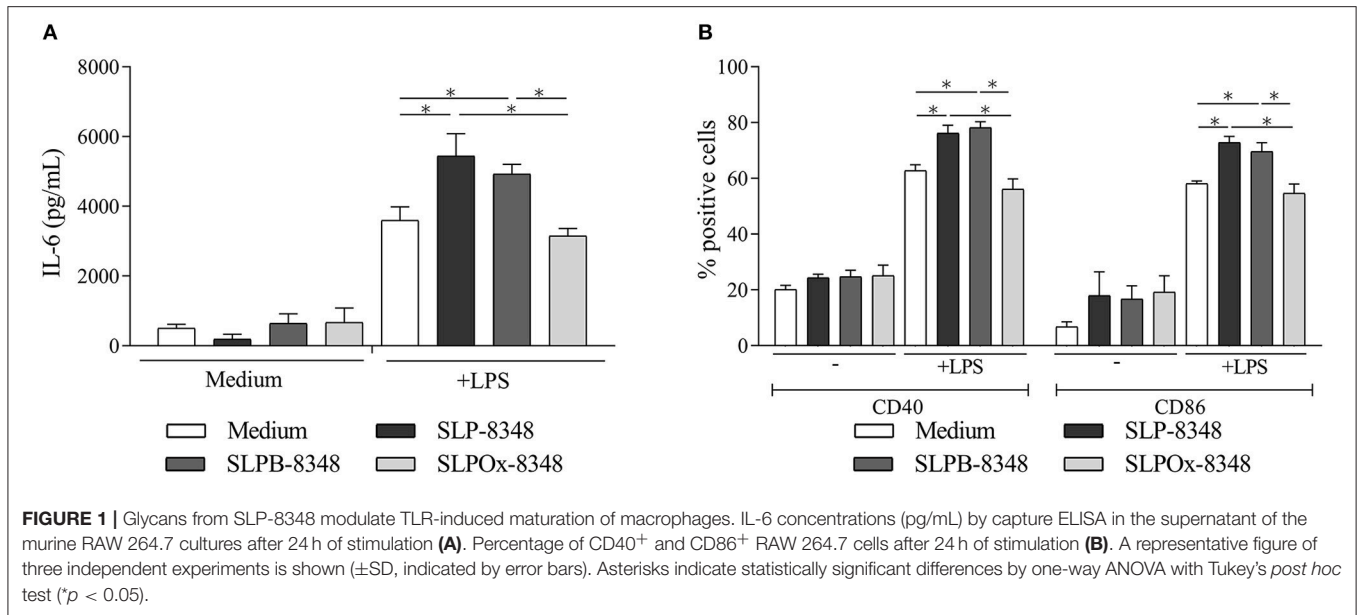 A
B
8000
6000
4000
2000
0
IL-6 (pg/mL)
* *
* *
Medium +LPS
Medium SLP-8348
SLPB-8348 SLPOx-8348
100
80
60
40
20
0
% positive cells
* *
* *
* *
* *
- +LPS - +LPS
CD40 CD86
Medium SLP-8348
SLPB-8348 SLPOx-8348
FIGURE 1 | Glycans from SLP-8348 modulate TLR-induced maturation of macrophages. IL-6 concentrations (pg/mL) by capture ELISA in the supernatant of the
murine RAW 264.7 cultures after 24 h of stimulation (A). Percentage of CD40+ and CD86+ RAW 264.7 cells after 24 h of stimulation (B). A representative figure of
three independent experiments is shown (±SD, indicated by error bars). Asterisks indicate statistically significant differences by one-way ANOVA with Tukey's post hoc
test (*p < 0.05).